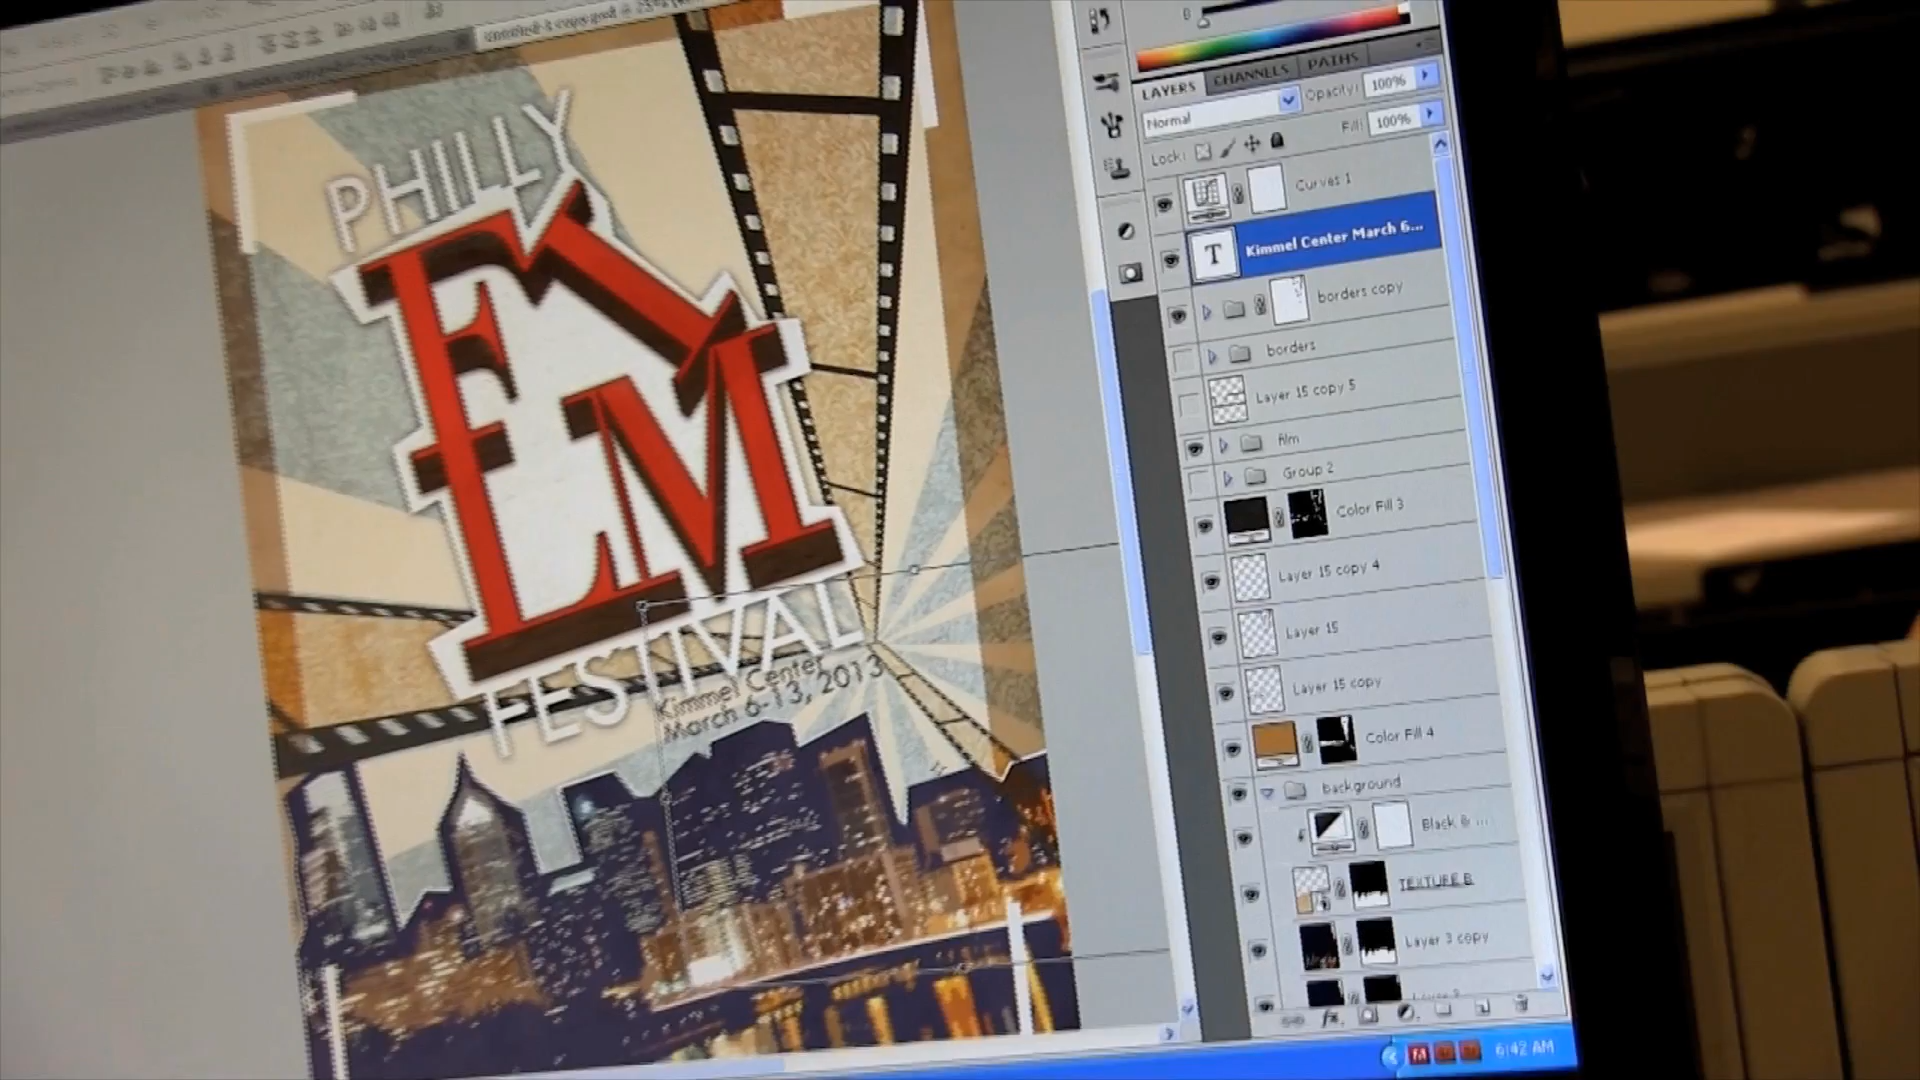 PHILLY
FILM
FESTIVAL
Kimmel Center
March 6-13, 2013
0
LAYERS CHANNELS PATHS
Normal
Opacity: 100%
Lock:
Fill: 100%
Curves 1
T
Kimmel Center March 6...
borders copy
borders
Layer 15 copy 5
film
Group 2
Color Fill 3
Layer 15 copy 4
Layer 15
Layer 15 copy
Color Fill 4
background
Black & ...
TEXTURE B
Layer 3 copy
fx
6:42 AM